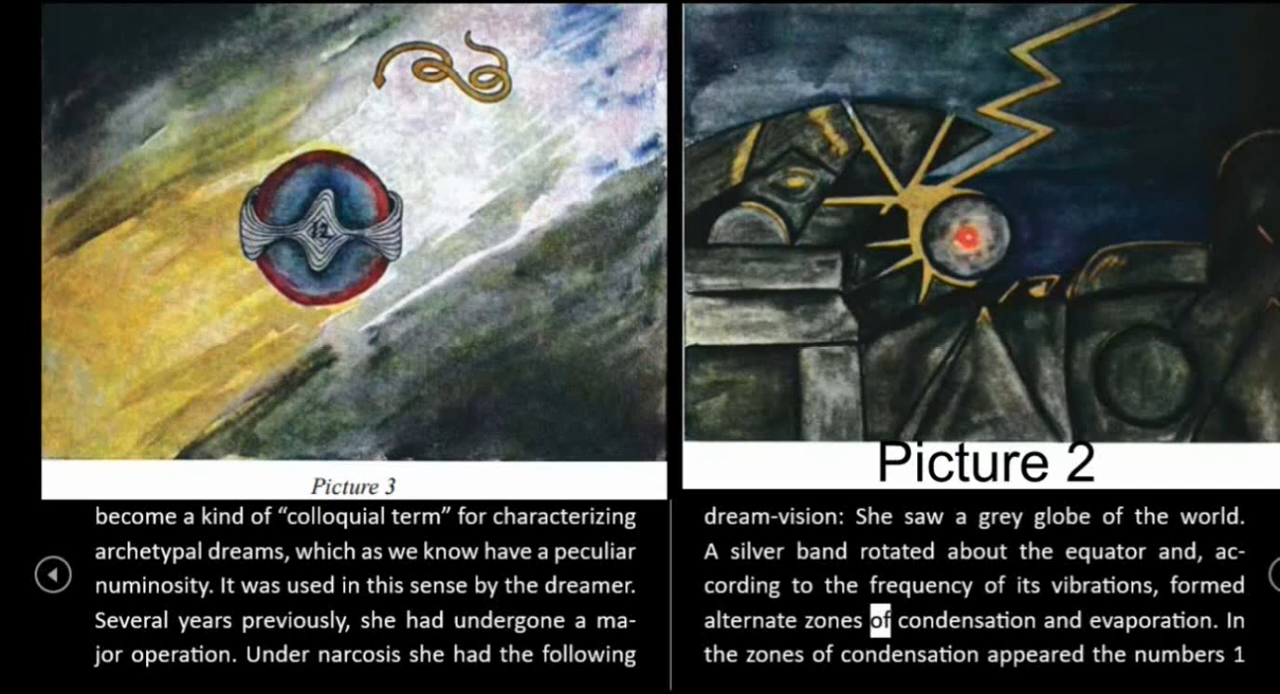 12
Picture 3
become a kind of “colloquial term” for characterizing
archetypal dreams, which as we know have a peculiar
numinosity. It was used in this sense by the dreamer.
Several years previously, she had undergone a ma-
jor operation. Under narcosis she had the following
Picture 2
dream-vision: She saw a grey globe of the world.
A silver band rotated about the equator and, ac-
cording to the frequency of its vibrations, formed
alternate zones of condensation and evaporation. In
the zones of condensation appeared the numbers 1